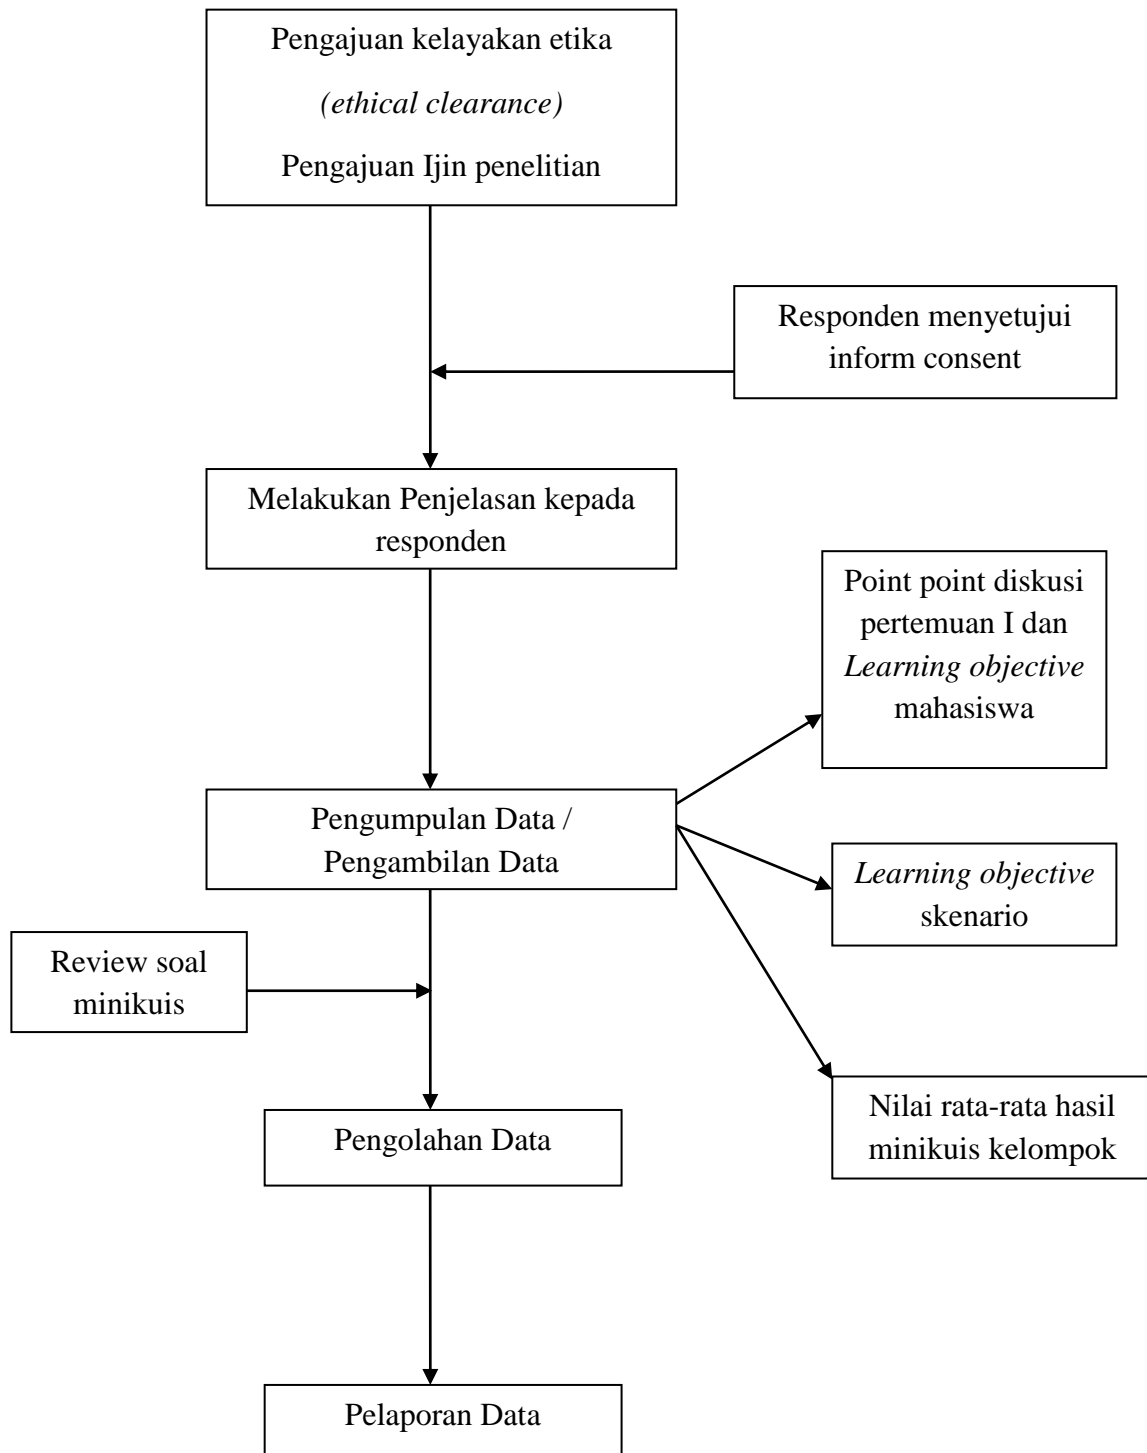 Pengajuan kelayakan etika
(ethical clearance)
Pengajuan Ijin penelitian
Responden menyetujui
inform consent
Melakukan Penjelasan kepada
responden
Point point diskusi
pertemuan I dan
Learning objective
mahasiswa
Pengumpulan Data /
Pengambilan Data
Learning objective
skenario
Review soal
minikuis
Nilai rata-rata hasil
minikuis kelompok
Pengolahan Data
Pelaporan Data